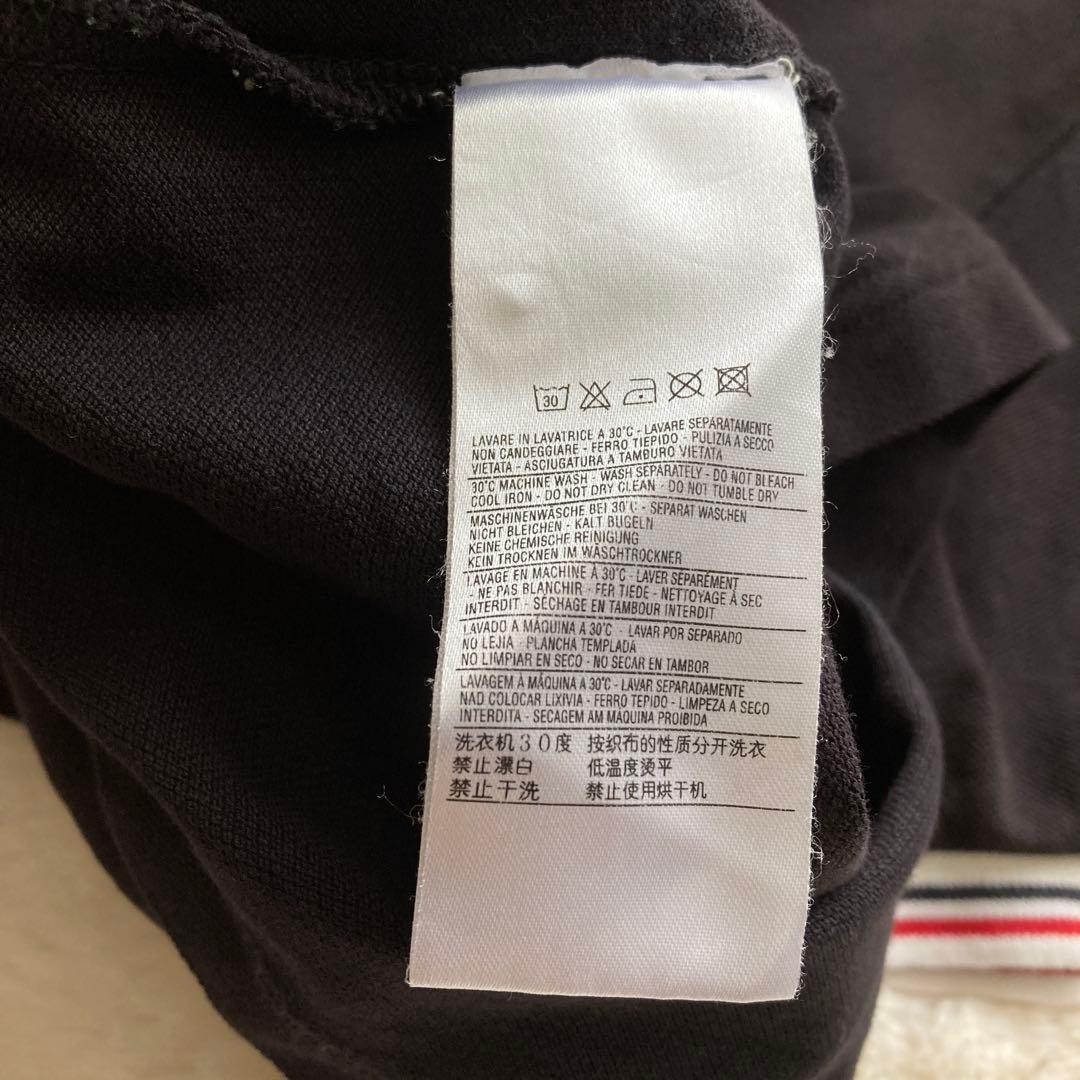 30
LAVARE IN LAVATRICE A 30°C - LAVARE SEPARATAMENTE
NON CANDEGGIARE - FERRO TIEPIDO - PULIZIA A SECCO
VIETATA - ASCIUGATURA A TAMBURO VIETATA
30°C MACHINE WASH - WASH SEPARATELY - DO NOT BLEACH
COOL IRON - DO NOT DRY CLEAN - DO NOT TUMBLE DRY
MASCHINENWÄSCHE BEI 30°C - SEPARAT WASCHEN
NICHT BLEICHEN - KALT BUGELN
KEINE CHEMISCHE REINIGUNG
KEIN TROCKNEN IM WASCHTROCKNER
LAVAGE EN MACHINE À 30°C - LAVER SÉPARÉMENT
- NE PAS BLANCHIR - FER TIEDE - NETTOYAGE À SEC
INTERDIT - SÉCHAGE EN TAMBOUR INTERDIT
LAVADO A MÁQUINA A 30°C - LAVAR POR SEPARADO
NO LEJIA - PLANCHA TEMPLADA
NO LIMPIAR EN SECO - NO SECAR EN TAMBOR
LAVAGEM À MÁQUINA A 30°C - LAVAR SEPARADAMENTE
NAD COLOCAR LIXIVIA - FERRO TEPIDO - LIMPEZA A SECO
INTERDITA - SECAGEM AM MAQUINA PROIBIDA
洗衣机30度 按织布的性质分开洗衣
禁止漂白 低温度烫平
禁止干洗 禁止使用烘干机